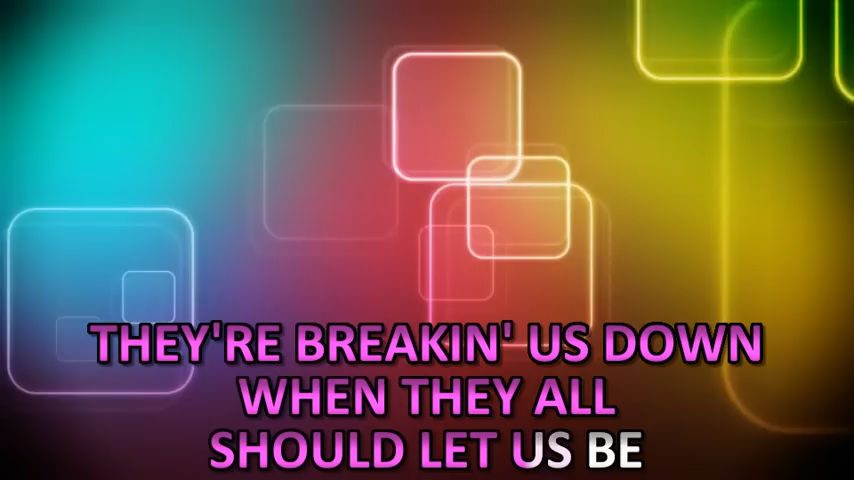 THEY'RE BREAKIN' US DOWN
WHEN THEY ALL
SHOULD LET US BE